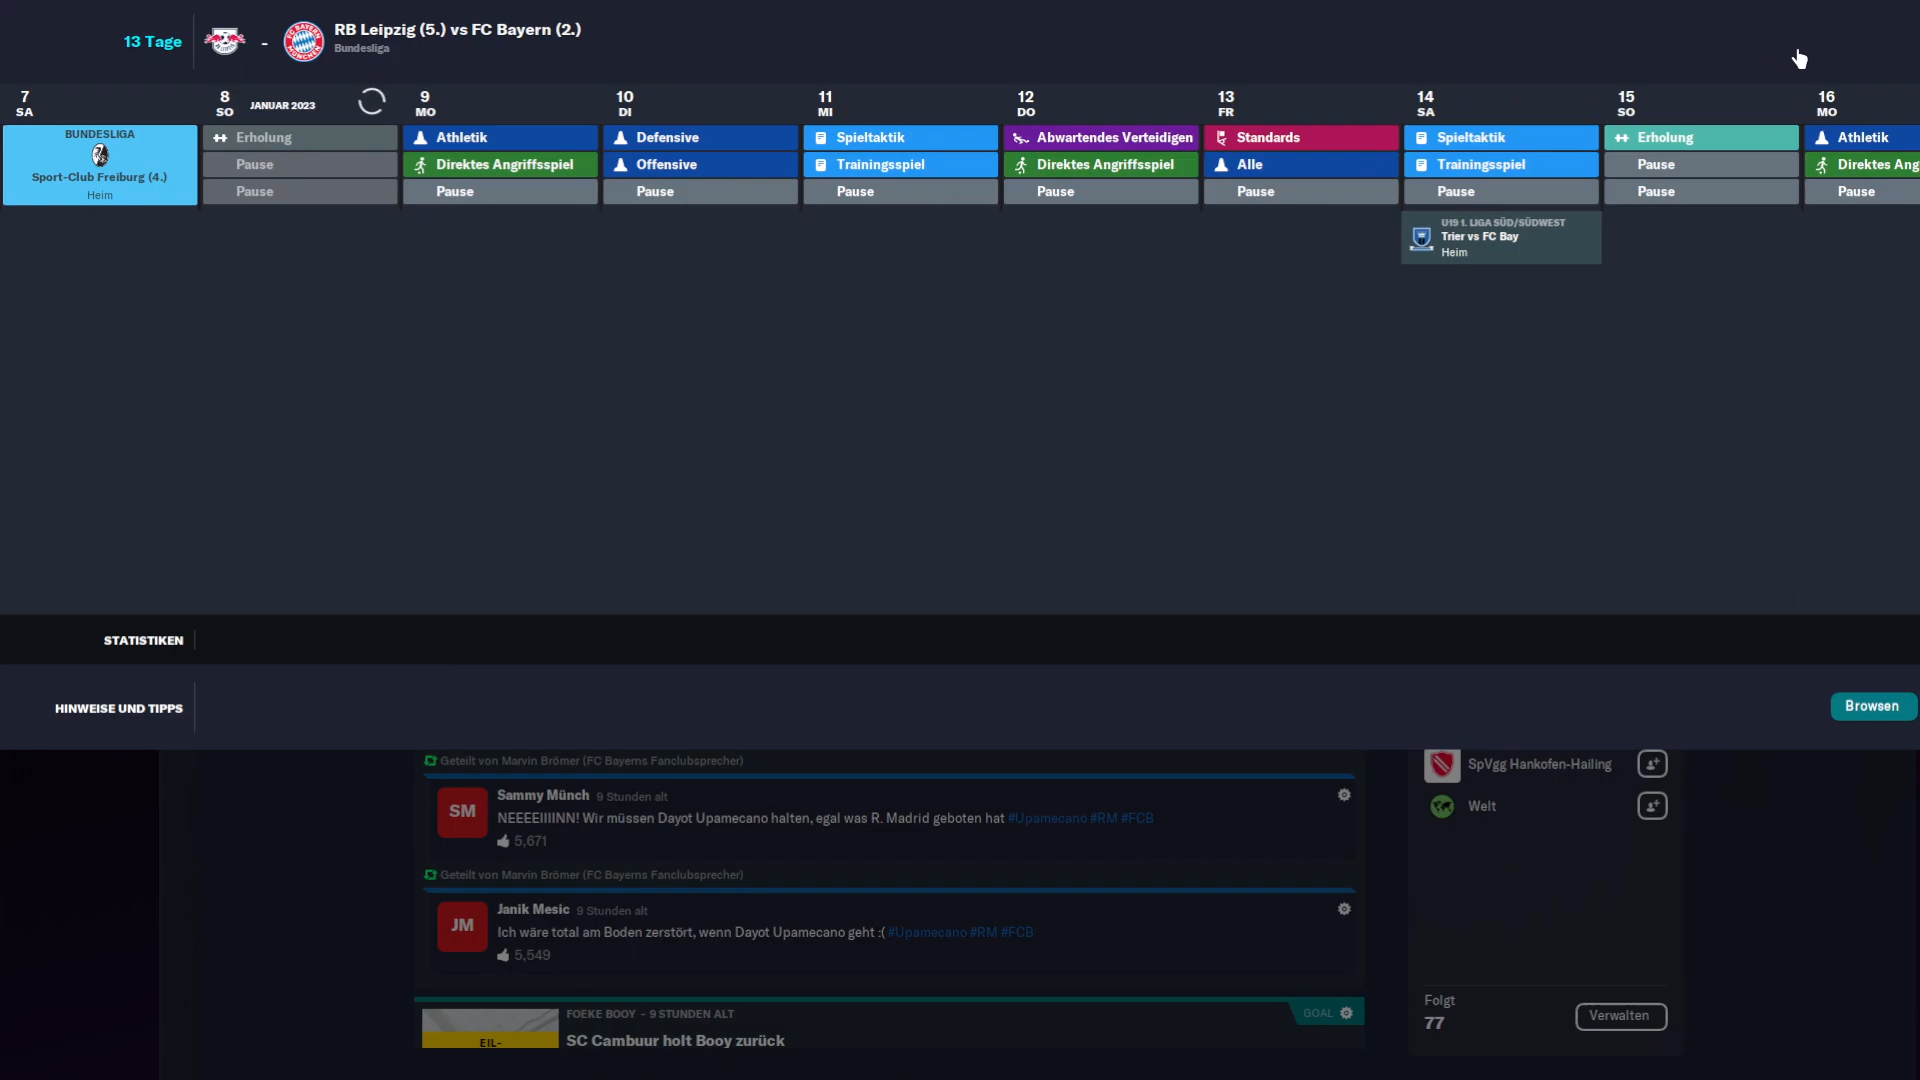 13 Tage
-
RB Leipzig (5.) vs FC Bayern (2.)
Bundesliga
7
SA
8
SO
JANUAR 2023
9
MO
10
DI
11
MI
12
DO
13
FR
14
SA
15
SO
16
MO
BUNDESLIGA
Sport-Club Freiburg (4.)
Heim
Erholung
Pause
Pause
Athletik
Direktes Angriffsspiel
Pause
Defensive
Offensive
Pause
Spieltaktik
Trainingsspiel
Pause
Abwartendes Verteidigen
Direktes Angriffsspiel
Pause
Standards
Alle
Pause
Spieltaktik
Trainingsspiel
Pause
U19 1. LIGA SÜD/SÜDWEST
Trier vs FC Bay
Heim
Erholung
Pause
Pause
Athletik
Direktes Ang
Pause
STATISTIKEN
HINWEISE UND TIPPS
Browsen
Geteilt von Marvin Brömer (FC Bayerns Fanclubsprecher)
SM
Sammy Münch 9 Stunden alt
NEEEEIIIINN! Wir müssen Dayot Upamecano halten, egal was R. Madrid geboten hat #Upamecano #RM #FCB
5,671
Geteilt von Marvin Brömer (FC Bayerns Fanclubsprecher)
JM
Janik Mesic 9 Stunden alt
Ich wäre total am Boden zerstört, wenn Dayot Upamecano geht :( #Upamecano #RM #FCB
5,549
FOEKE BOOY - 9 STUNDEN ALT
GOAL
EIL-
SC Cambuur holt Booy zurück
SpVgg Hankofen-Hailing
Welt
Folgt
77
Verwalten